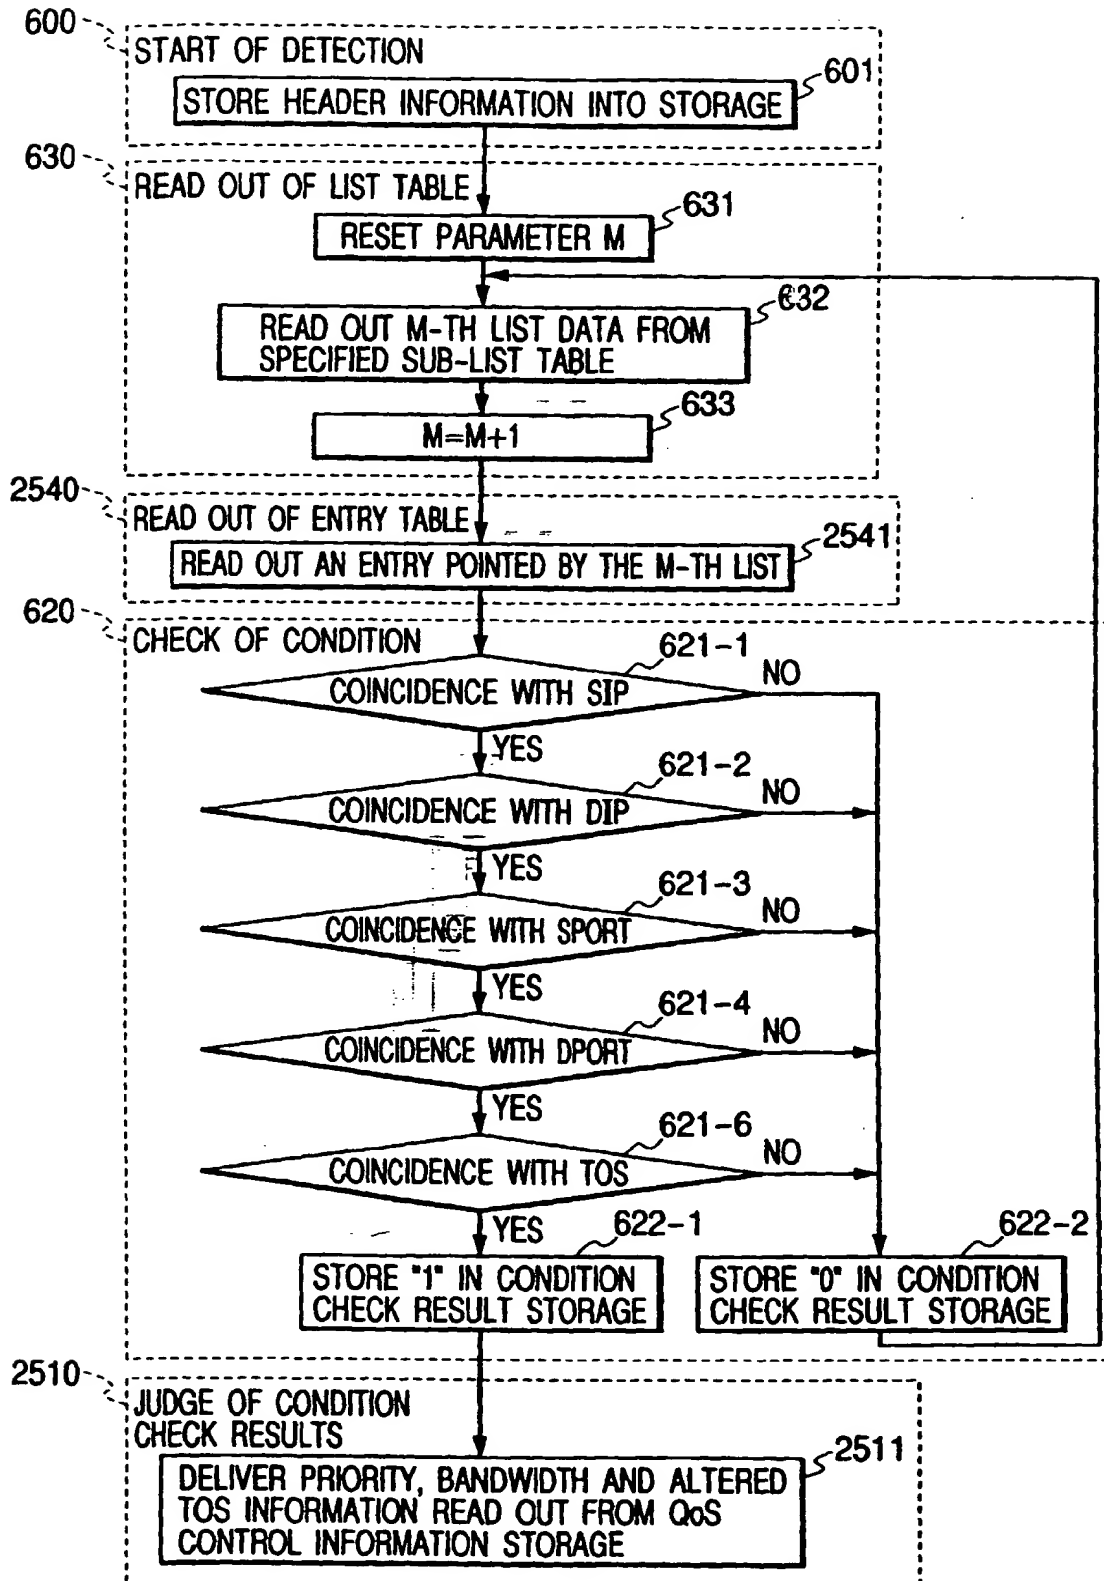 600
START OF DETECTION
601
STORE HEADER INFORMATION INTO STORAGE
630
READ OUT OF LIST TABLE
631
RESET PARAMETER M
632
READ OUT M-TH LIST DATA FROM
SPECIFIED SUB-LIST TABLE
633
M=M+1
2540
READ OUT OF ENTRY TABLE
2541
READ OUT AN ENTRY POINTED BY THE M-TH LIST
620
CHECK OF CONDITION
621-1
NO
COINCIDENCE WITH SIP
YES
621-2
NO
COINCIDENCE WITH DIP
YES
621-3
NO
COINCIDENCE WITH SPORT
YES
621-4
NO
COINCIDENCE WITH DPORT
YES
621-6
NO
COINCIDENCE WITH TOS
YES
622-1
622-2
STORE "1" IN CONDITION
CHECK RESULT STORAGE
STORE "0" IN CONDITION
CHECK RESULT STORAGE
2510
JUDGE OF CONDITION
CHECK RESULTS
2511
DELIVER PRIORITY, BANDWIDTH AND ALTERED
TOS INFORMATION READ OUT FROM QoS
CONTROL INFORMATION STORAGE